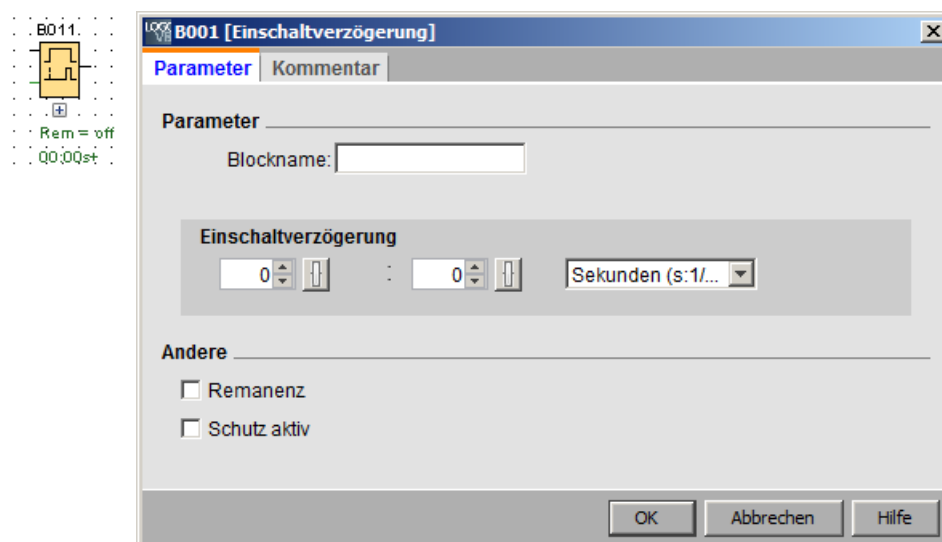 B011
Rem = off
00:00s+
LOGO B001 [Einschaltverzögerung]
Parameter Kommentar
Parameter
Blockname:
Einschaltverzögerung
0 : 0 Sekunden (s:1/...
Andere
Remanenz
Schutz aktiv
OK Abbrechen Hilfe